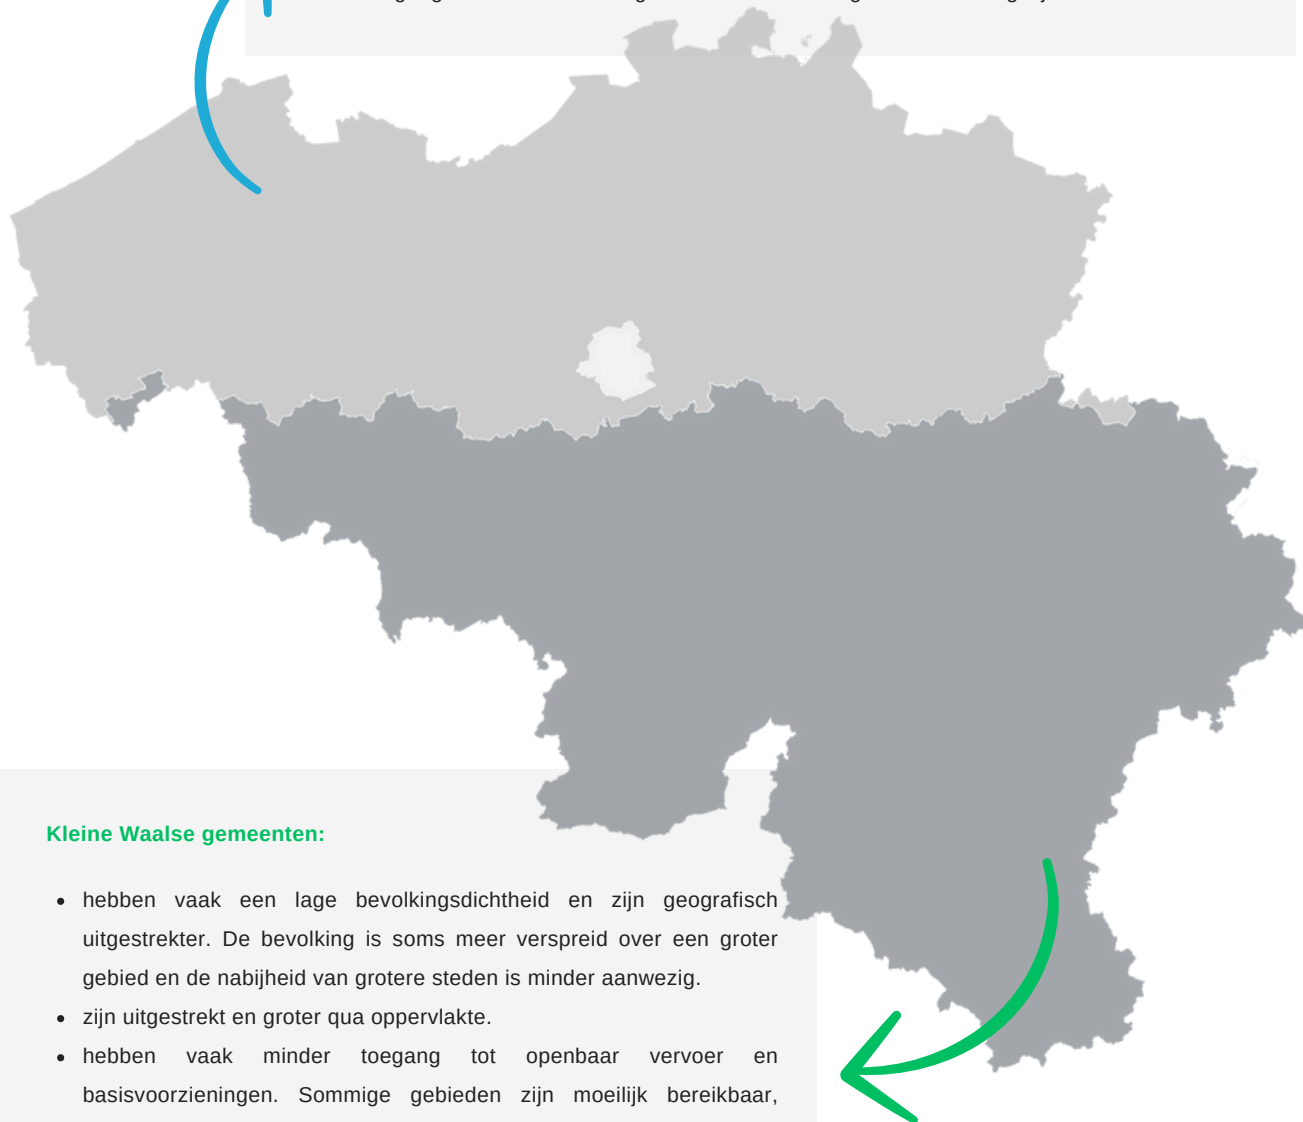 Kleine Waalse gemeenten:
hebben vaak een lage bevolkingsdichtheid en zijn geografisch
uitgestrekter. De bevolking is soms meer verspreid over een groter
gebied en de nabijheid van grotere steden is minder aanwezig.
zijn uitgestrekt en groter qua oppervlakte.
hebben vaak minder toegang tot openbaar vervoer en
basisvoorzieningen. Sommige gebieden zijn moeilijk bereikbaar,